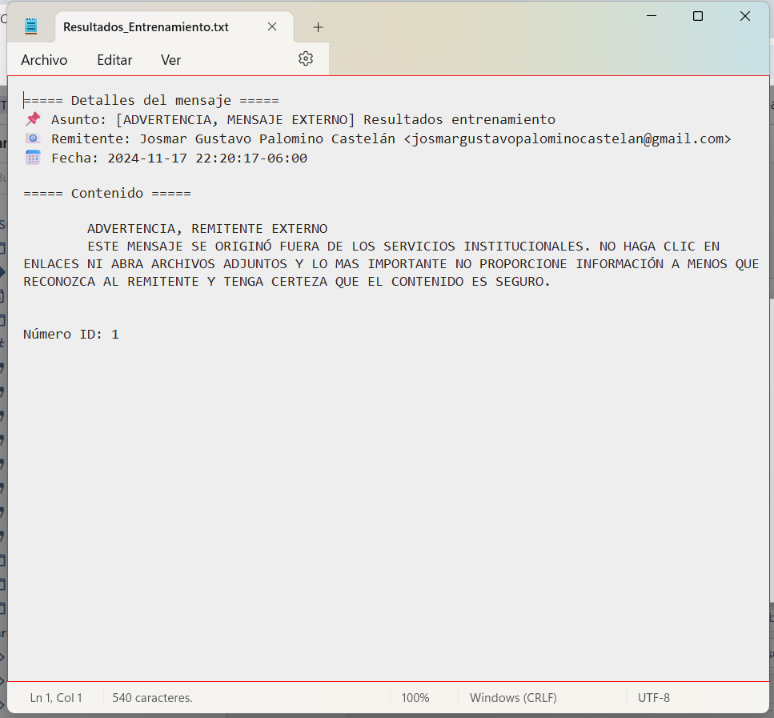 Resultados_Entrenamiento.txt
Archivo Editar Ver
===== Detalles del mensaje =====
Asunto: [ADVERTENCIA, MENSAJE EXTERNO] Resultados entrenamiento
Remitente: Josmar Gustavo Palomino Castelán <josmargustavopalominocastelan@gmail.com>
Fecha: 2024-11-17 22:20:17-06:00
===== Contenido =====
ADVERTENCIA, REMITENTE EXTERNO
ESTE MENSAJE SE ORIGINÓ FUERA DE LOS SERVICIOS INSTITUCIONALES. NO HAGA CLIC EN
ENLACES NI ABRA ARCHIVOS ADJUNTOS Y LO MAS IMPORTANTE NO PROPORCIONE INFORMACIÓN A MENOS QUE
RECONOZCA AL REMITENTE Y TENGA CERTEZA QUE EL CONTENIDO ES SEGURO.
Número ID: 1
Ln 1, Col 1 540 caracteres. 100% Windows (CRLF) UTF-8